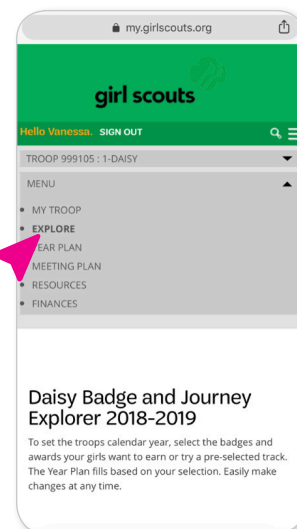 my.girlscouts.org
girl scouts
Hello Vanessa. SIGN OUT
TROOP 999105 : 1-DAISY
MENU
MY TROOP
EXPLORE
YEAR PLAN
MEETING PLAN
RESOURCES
FINANCES
Daisy Badge and Journey
Explorer 2018-2019
To set the troops calendar year, select the badges and
awards your girls want to earn or try a pre-selected track.
The Year Plan fills based on your selection. Easily make
changes at any time.